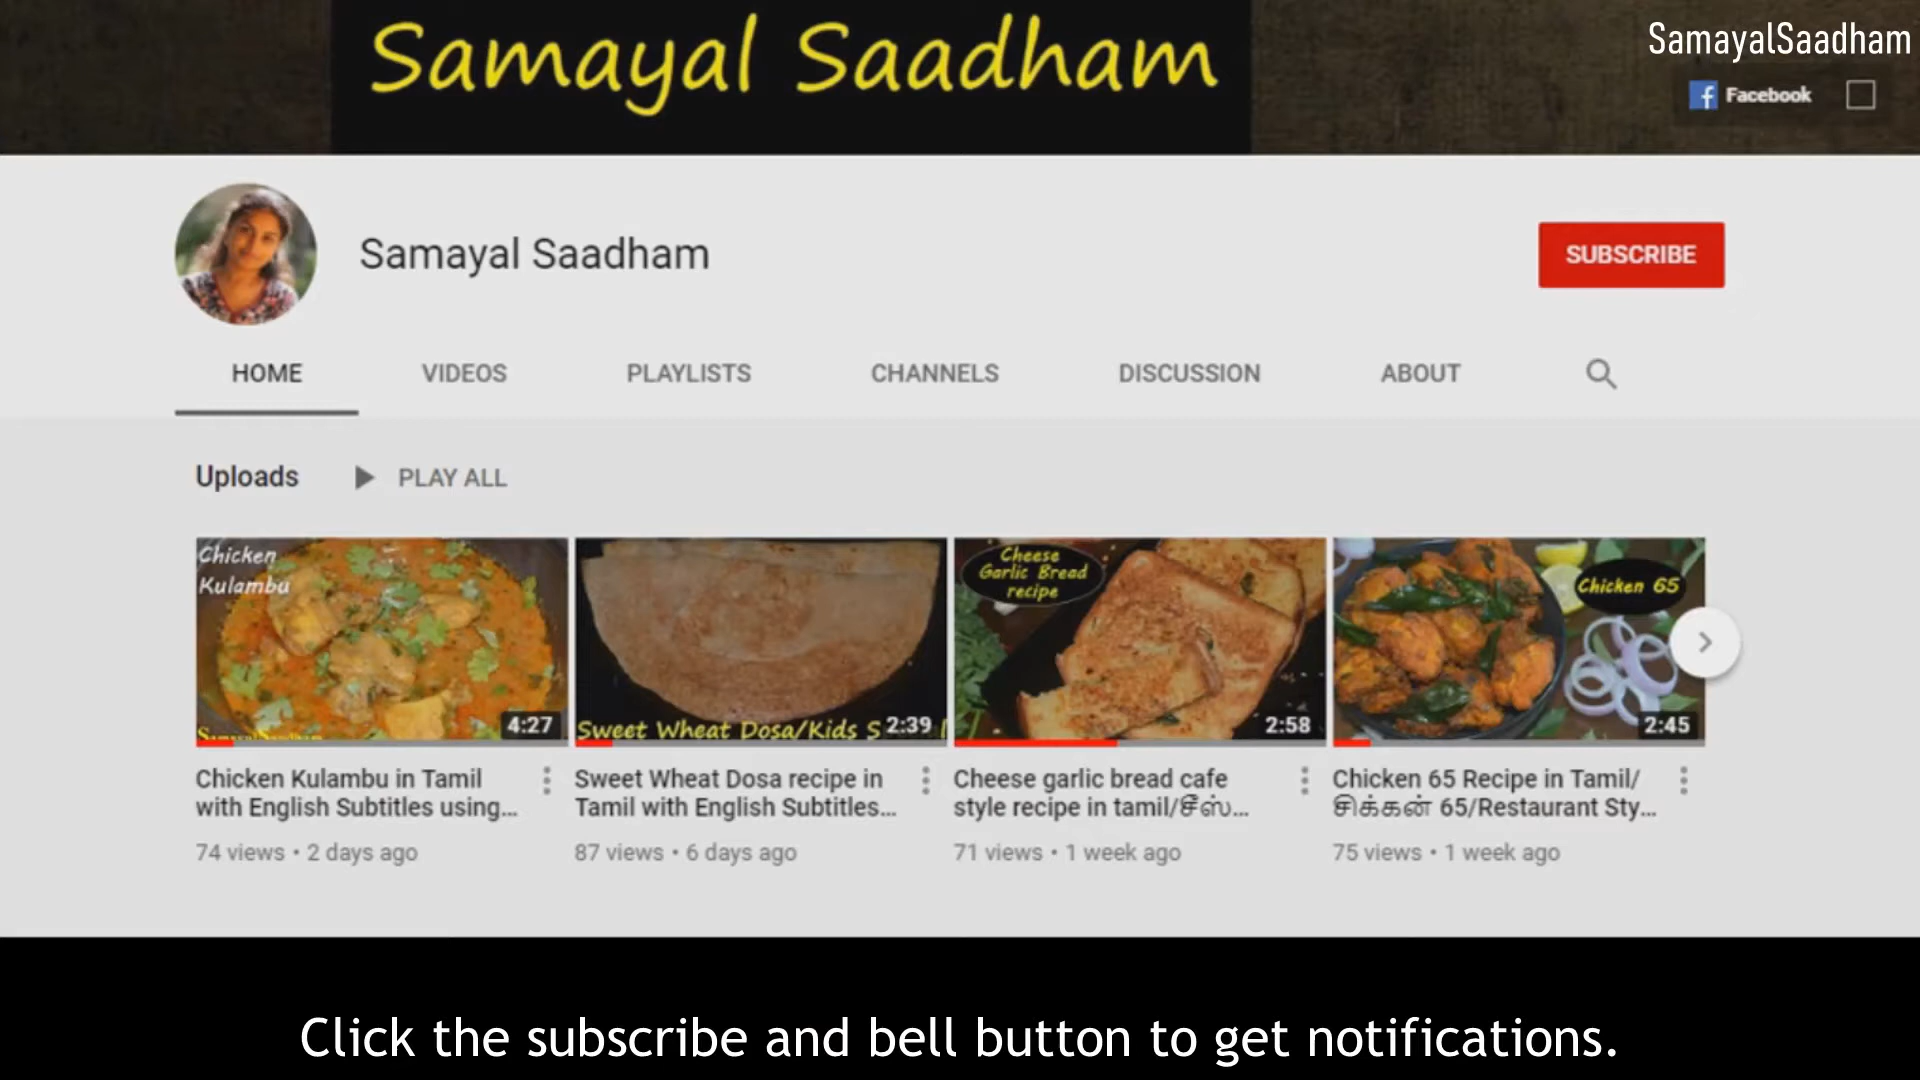 Samayal Saadham
SamayalSaadham
Facebook
Samayal Saadham
SUBSCRIBE
HOME VIDEOS PLAYLISTS CHANNELS DISCUSSION ABOUT
Uploads PLAY ALL
Chicken
Kulambu
SamayalSaadham
4:27
Sweet Wheat Dosa/Kids S
2:39
Cheese
Garlic Bread
recipe
2:58
Chicken 65
2:45
Chicken Kulambu in Tamil
with English Subtitles using...
74 views • 2 days ago
Sweet Wheat Dosa recipe in
Tamil with English Subtitles...
87 views • 6 days ago
Cheese garlic bread cafe
style recipe in tamil/சீஸ்...
71 views • 1 week ago
Chicken 65 Recipe in Tamil/
சிக்கன் 65/Restaurant Sty...
75 views • 1 week ago
Click the subscribe and bell button to get notifications.